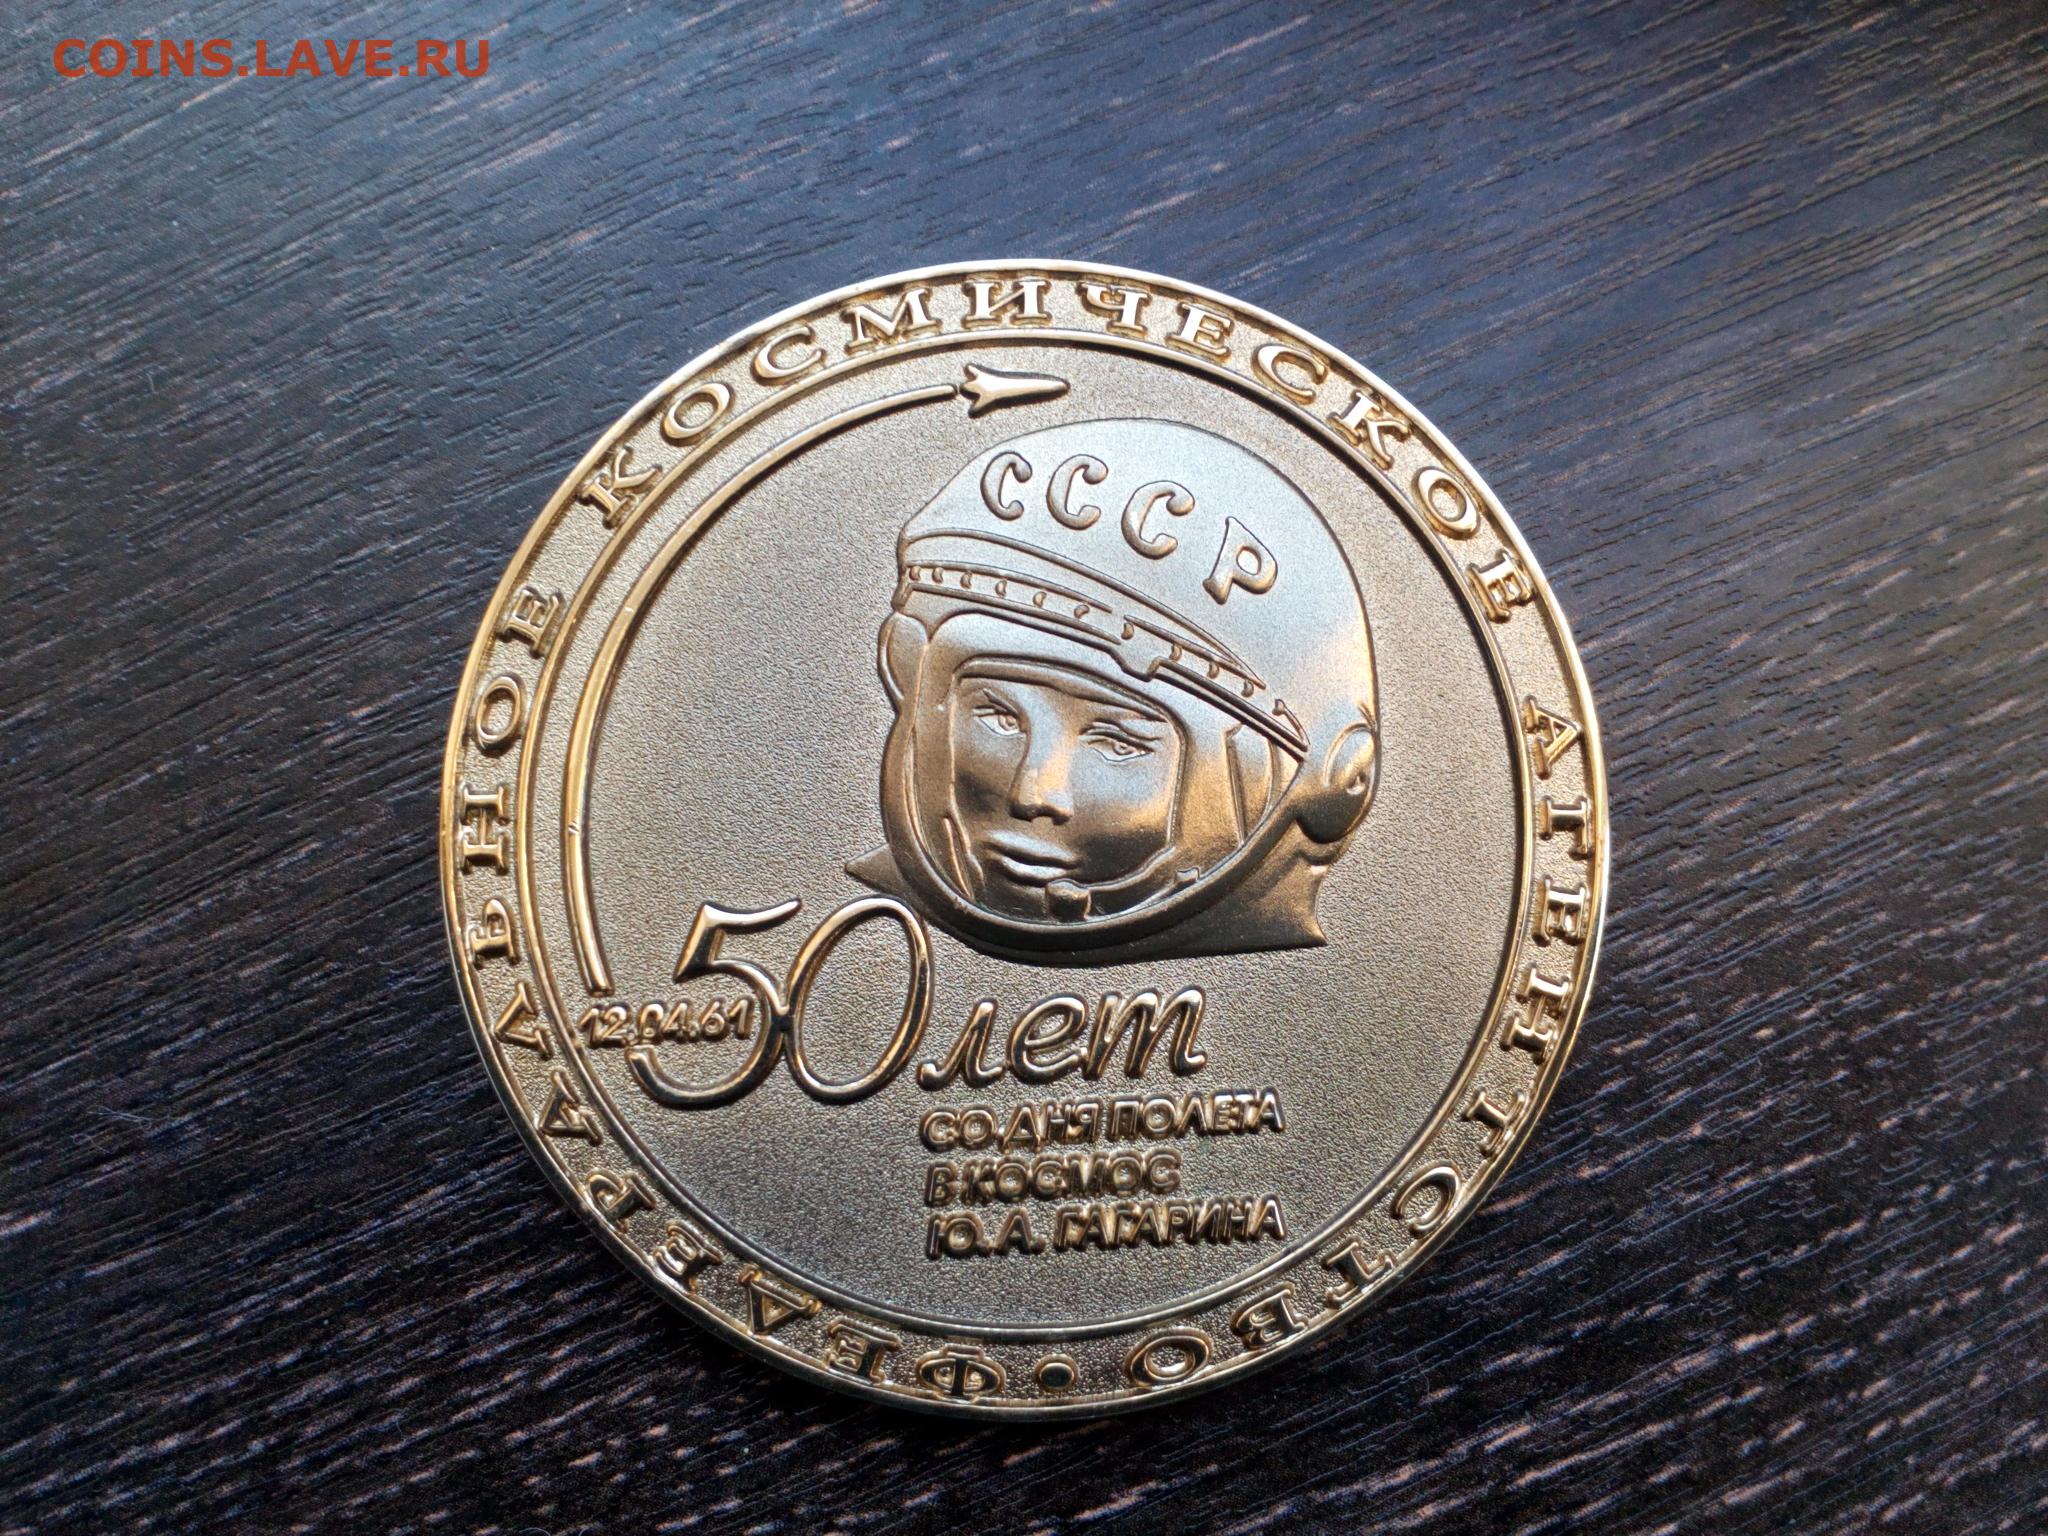 COINS.LAVE.RU
ФЕДЕРАЛЬНОЕ КОСМИЧЕСКОЕ АГЕНТСТВО •
СССР
12.04.61
50 лет
СО ДНЯ ПОЛЕТА
В КОСМОС
Ю.А. ГАГАРИНА